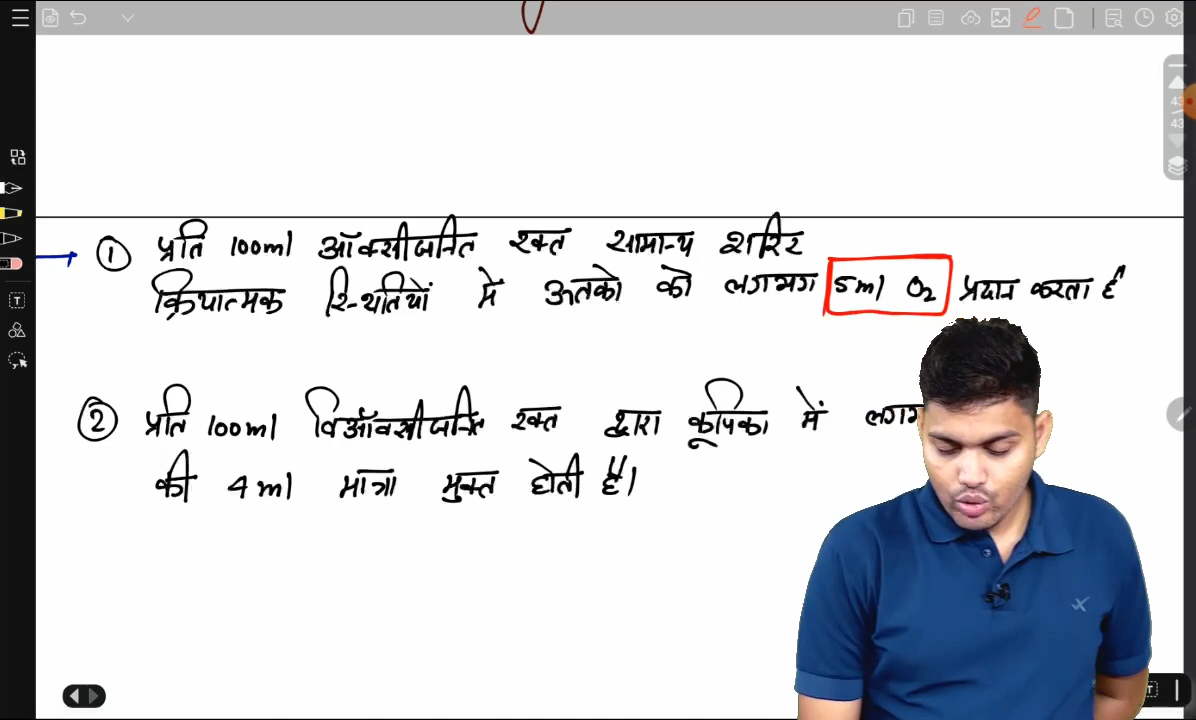 ① प्रति 100ml ऑक्सीजनित रक्त सामान्य शरिर
क्रियात्मक स्थितियों में ऊतको को लगभग 5ml O₂ प्रदान करता है
② प्रति 100ml विऑक्सीजनित रक्त द्वारा कूपिका में
की 4ml मात्रा मुक्त होती है।